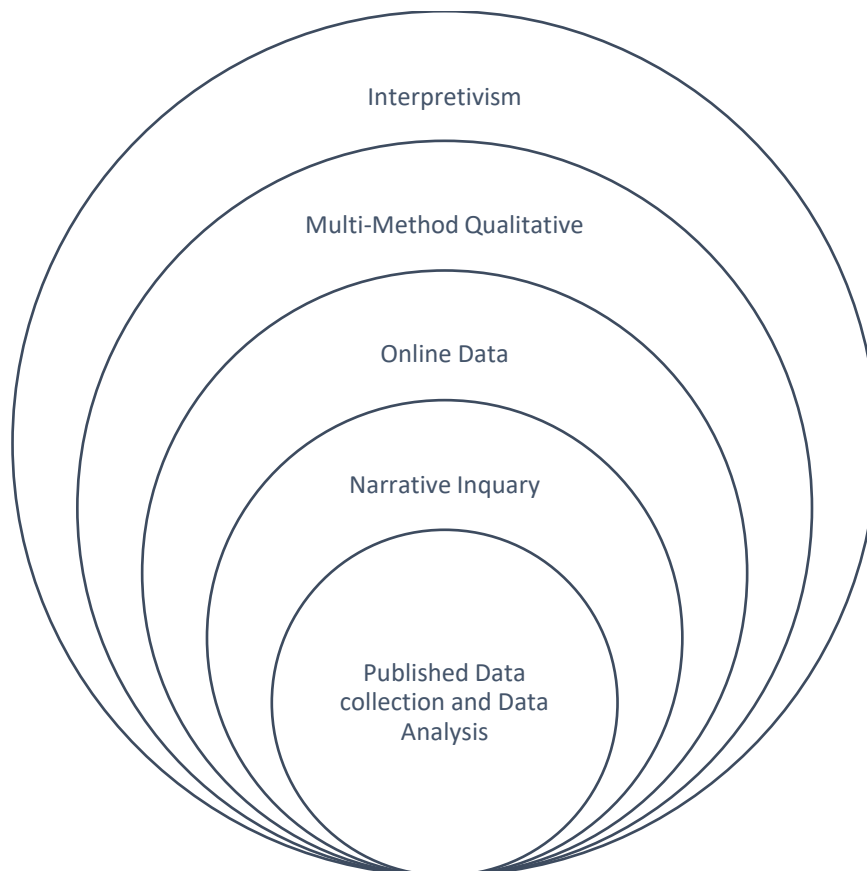 Interpretivism
Multi-Method Qualitative
Online Data
Narrative Inquary
Published Data
collection and Data
Analysis